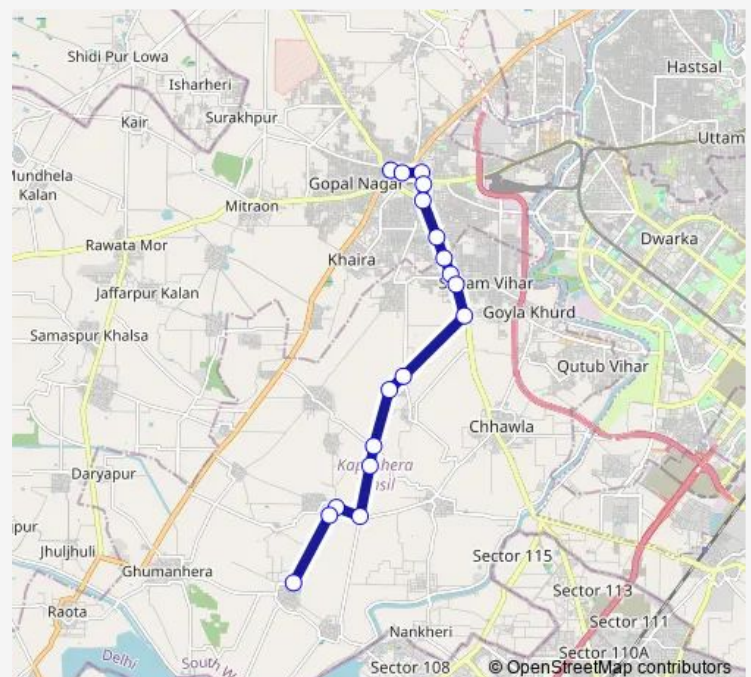 Shidi Pur Lowa
Hastsal
Isharheri
Kair
Surakhpur
Uttam
Mundhela
Kalan
Gopal Nagar
Mitraon
Rawata Mor
Dwarka
Khaira
Jaffarpur Kalan
Vihar
Goyla Khurd
Samaspur Khalsa
Qutub Vihar
Chhawla
Daryapur
Jhuljhuli
Ghumanhera
Sector 115
Sector 113
Raota
Sector 111
Nankheri
Sector 110A
Delhi
South W
Sector 108
© OpenStreetMap contributors